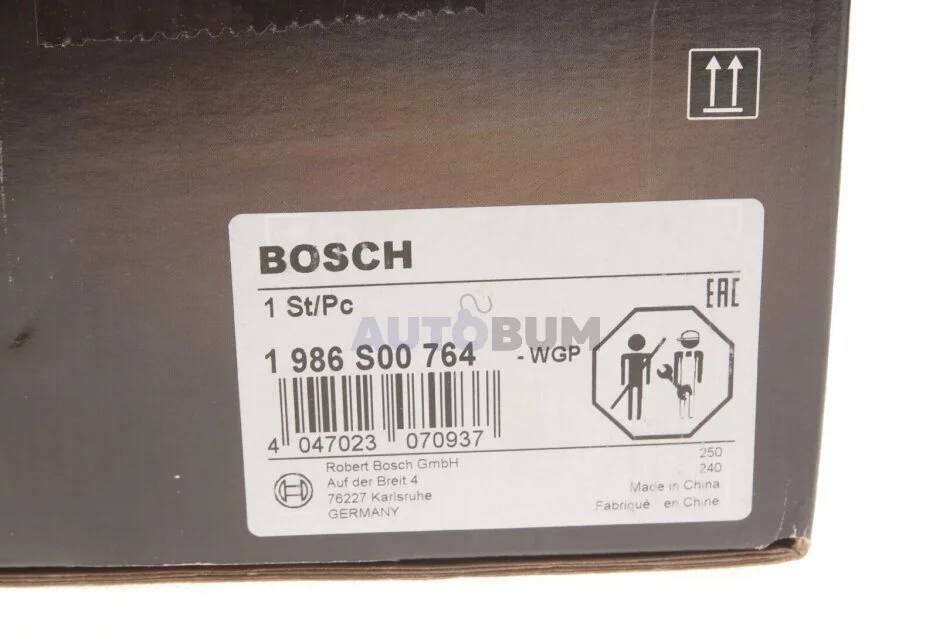 BOSCH
1 St/Pc
EAC
AUTOBUM
1 986 S00 764 - WGP
4 047023 070937
Robert Bosch GmbH
Auf der Breit 4
76227 Karlsruhe
GERMANY
250
240
Made in China
Fabriqué en Chine